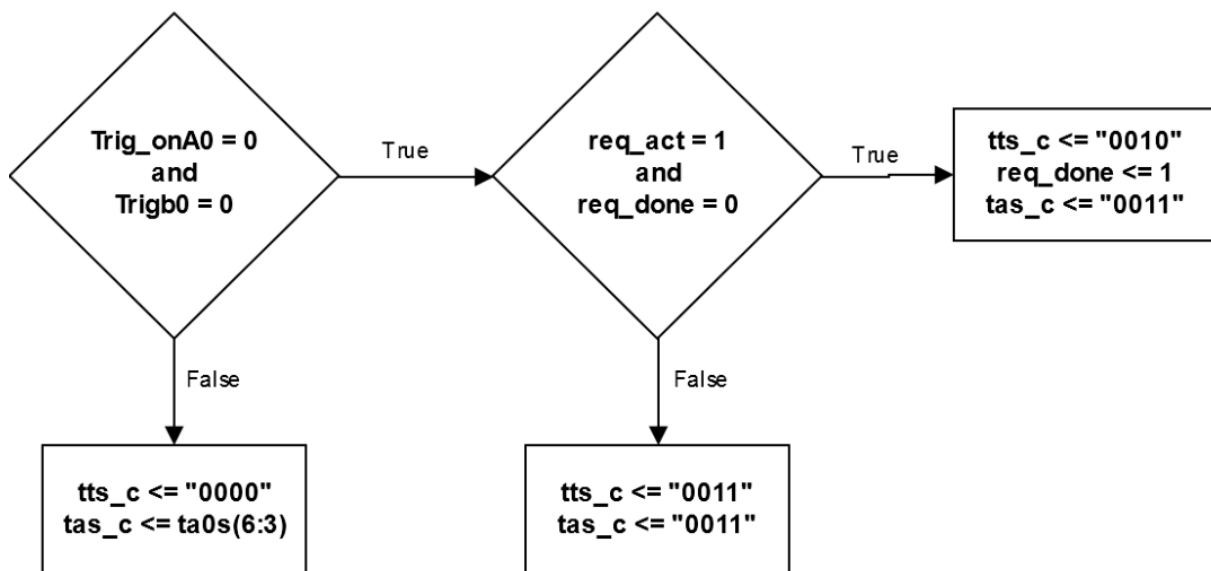 Trig_onA0 = 0
and
Trigb0 = 0
True
req_act = 1
and
req_done = 0
True
tts_c <= "0010"
req_done <= 1
tas_c <= "0011"
False
False
tts_c <= "0000"
tas_c <= ta0s(6:3)
tts_c <= "0011"
tas_c <= "0011"